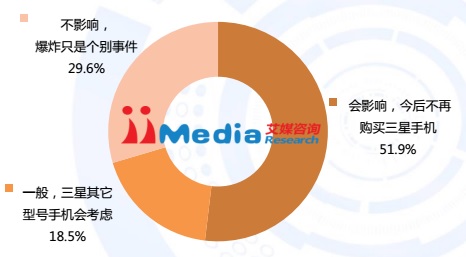 不影响，
爆炸只是个别事件
29.6%
会影响，今后不再
购买三星手机
51.9%
iiMedia 艾媒咨询
Research
一般，三星其它
型号手机会考虑
18.5%